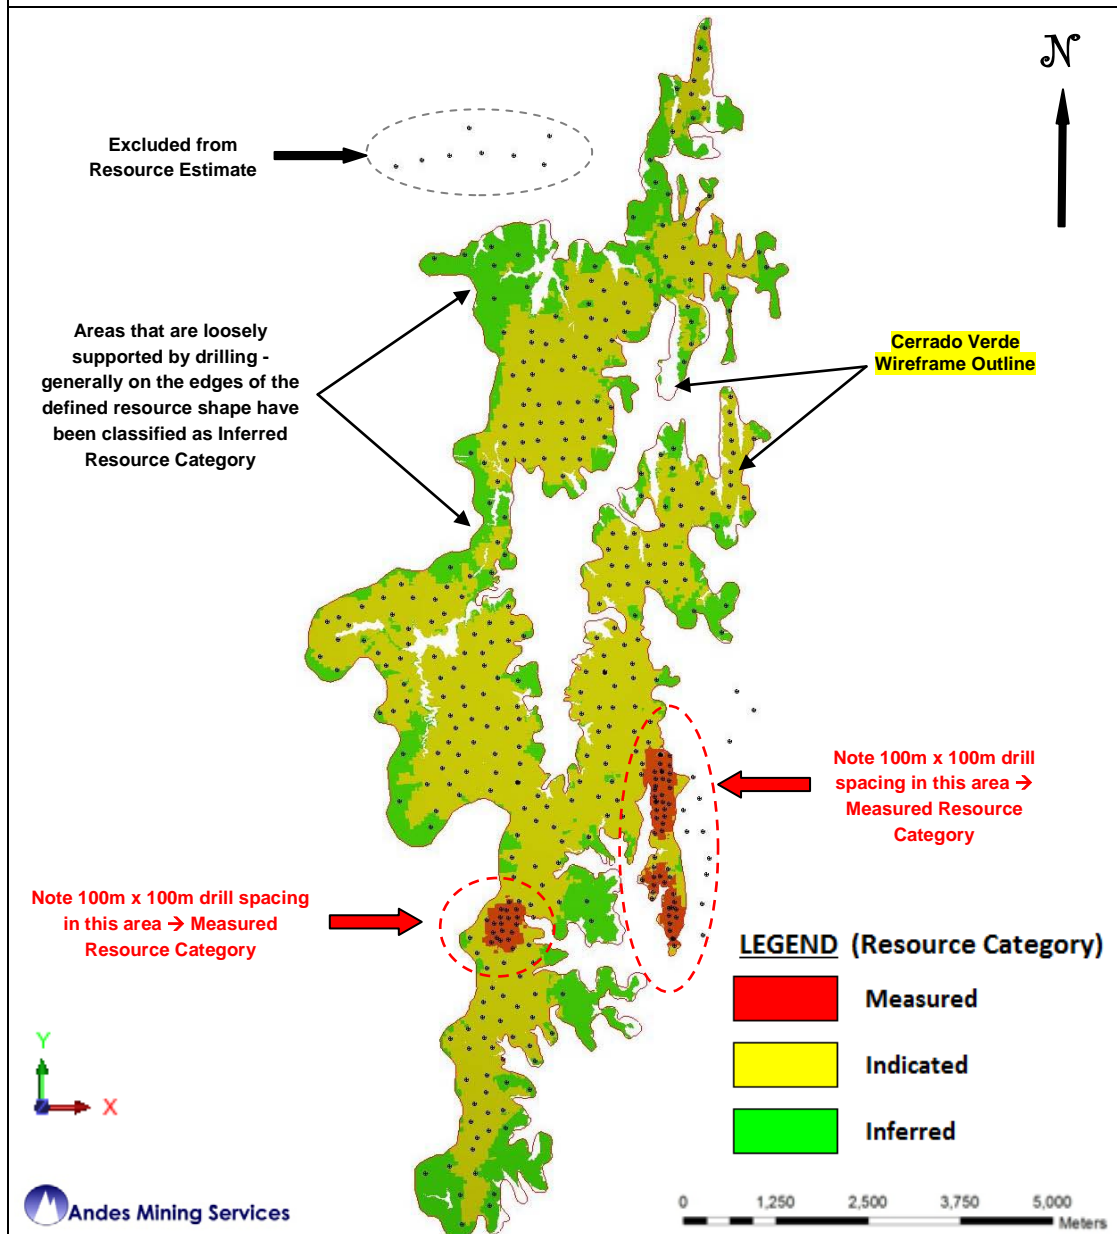 N
Excluded from
Resource Estimate
Areas that are loosely
supported by drilling -
generally on the edges of the
defined resource shape have
been classified as Inferred
Resource Category
Cerrado Verde
Wireframe Outline
Note 100m x 100m drill
spacing in this area →
Measured Resource
Category
Note 100m x 100m drill spacing
in this area → Measured
Resource Category
LEGEND (Resource Category)
Measured
Indicated
Inferred
Y
X
Andes Mining Services
0 1,250 2,500 3,750 5,000
Meters